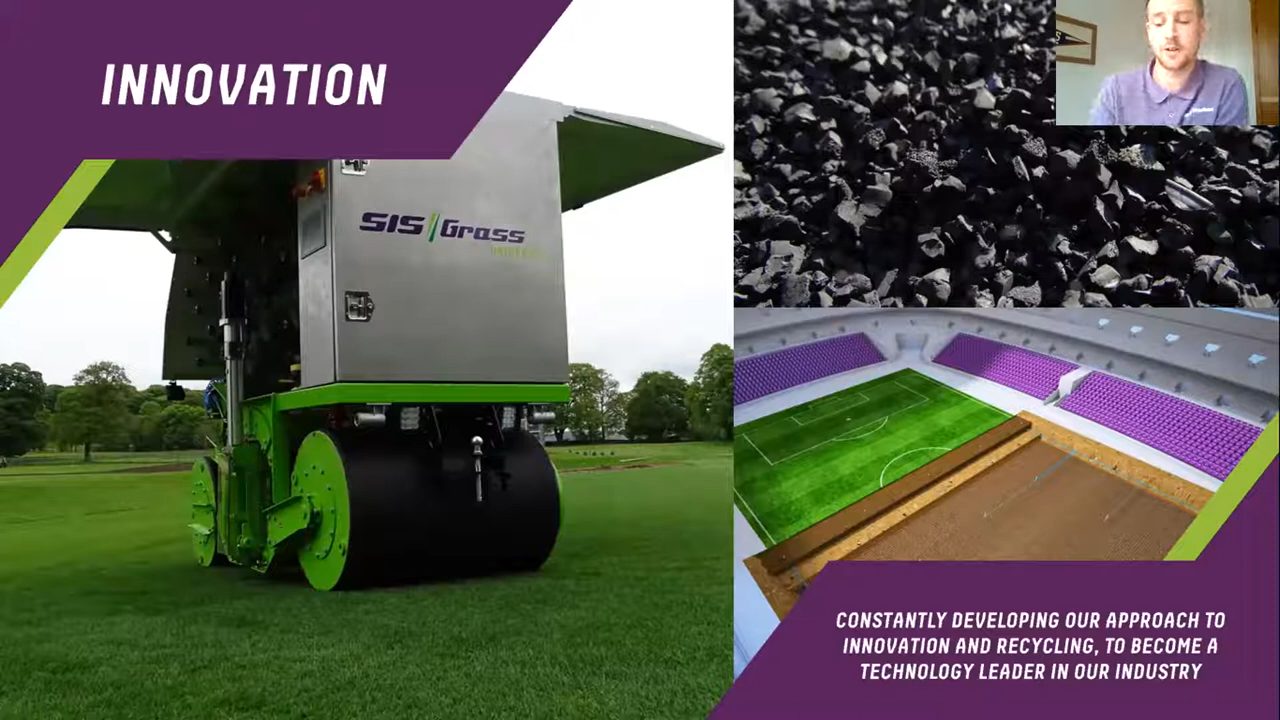 INNOVATION
SIS//Grass
CONSTANTLY DEVELOPING OUR APPROACH TO
INNOVATION AND RECYCLING, TO BECOME A
TECHNOLOGY LEADER IN OUR INDUSTRY